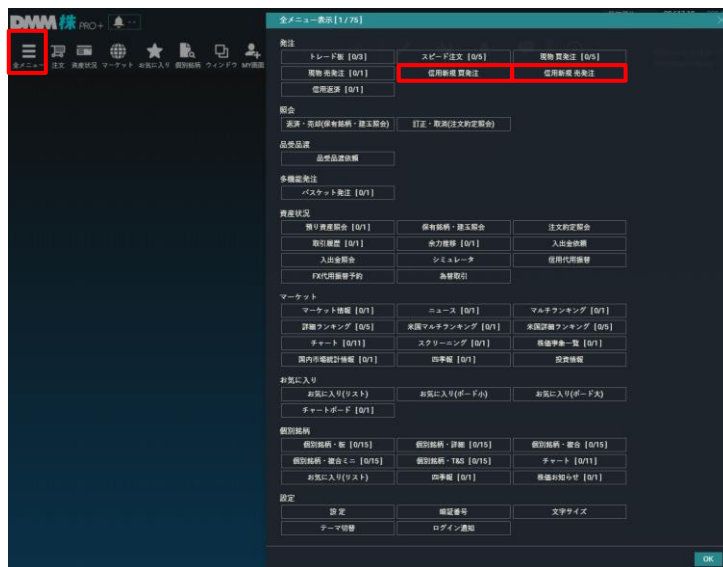 DMM 株 PRO+
全メニュー 注文 資産状況 マーケット お気に入り 個別銘柄 ウィンドウ MY画面
全メニュー表示 [1/75]
発注
トレード板 [0/3] スピード注文 [0/5] 現物 買発注 [0/5]
現物 売発注 [0/1] 信用新規 買発注 信用新規 売発注
信用返済 [0/1]
照会
返済・売却(保有銘柄・建玉照会) 訂正・取消(注文約定照会)
品受品渡
品受品渡依頼
多機能発注
バスケット発注 [0/1]
資産状況
預り資産照会 [0/1] 保有銘柄・建玉照会 注文約定照会
取引履歴 [0/1] 余力推移 [0/1] 入出金依頼
入出金照会 シミュレータ 信用代用振替
FX代用振替予約 為替取引
マーケット
マーケット情報 [0/1] ニュース [0/1] マルチランキング [0/1]
詳細ランキング [0/5] 米国マルチランキング [0/1] 米国詳細ランキング [0/5]
チャート [0/11] スクリーニング [0/1] 株価単象一覧 [0/1]
国内市場統計情報 [0/1] 四季報 [0/1] 投資情報
お気に入り
お気に入り(リスト) お気に入り(ボード小) お気に入り(ボード大)
チャートボード [0/1]
個別銘柄
個別銘柄・板 [0/15] 個別銘柄・詳細 [0/15] 個別銘柄・複合 [0/15]
個別銘柄・複合ミニ [0/15] 個別銘柄・T&S [0/15] チャート [0/11]
お気に入り(リスト) 四季報 [0/1] 株価お知らせ [0/1]
設定
設定 暗証番号 文字サイズ
テーマ切替 ログイン通知
OK